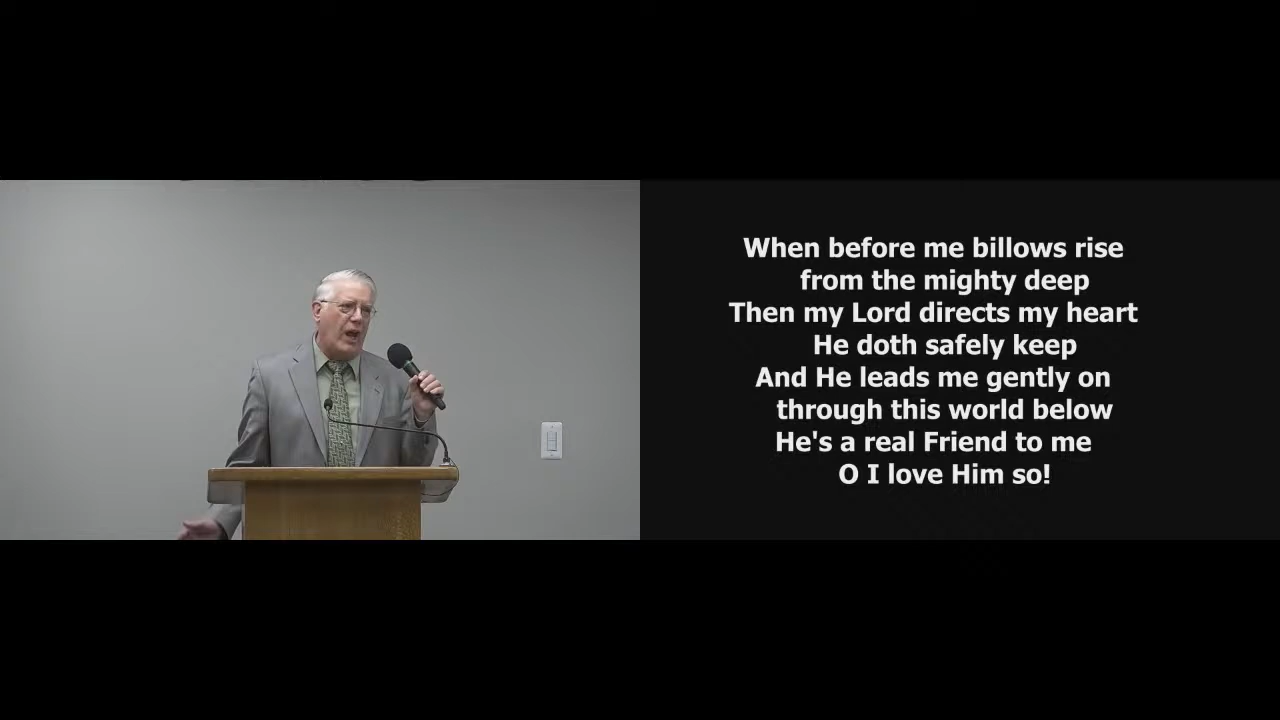 When before me billows rise
from the mighty deep
Then my Lord directs my heart
He doth safely keep
And He leads me gently on
through this world below
He's a real Friend to me
O I love Him so!